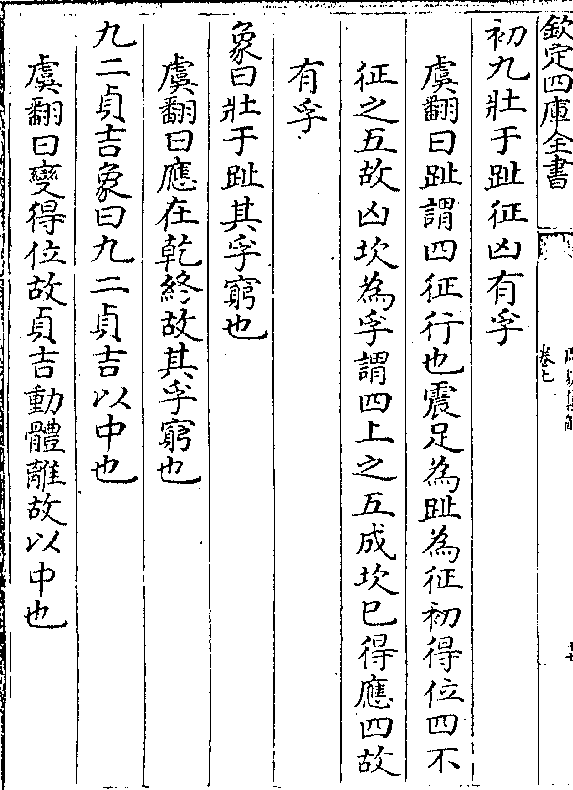 欽定四庫全書
卷七
初九壯于趾征凶有孚
虞翻曰趾謂四征行也震足為趾為征初得位四不
征之五故凶坎為孚謂四上之五成坎已得應四故
有孚
象曰壯于趾其孚窮也
虞翻曰應在乾終故其孚窮也
九二貞吉象曰九二貞吉以中也
虞翻曰變得位故貞吉動體離故以中也